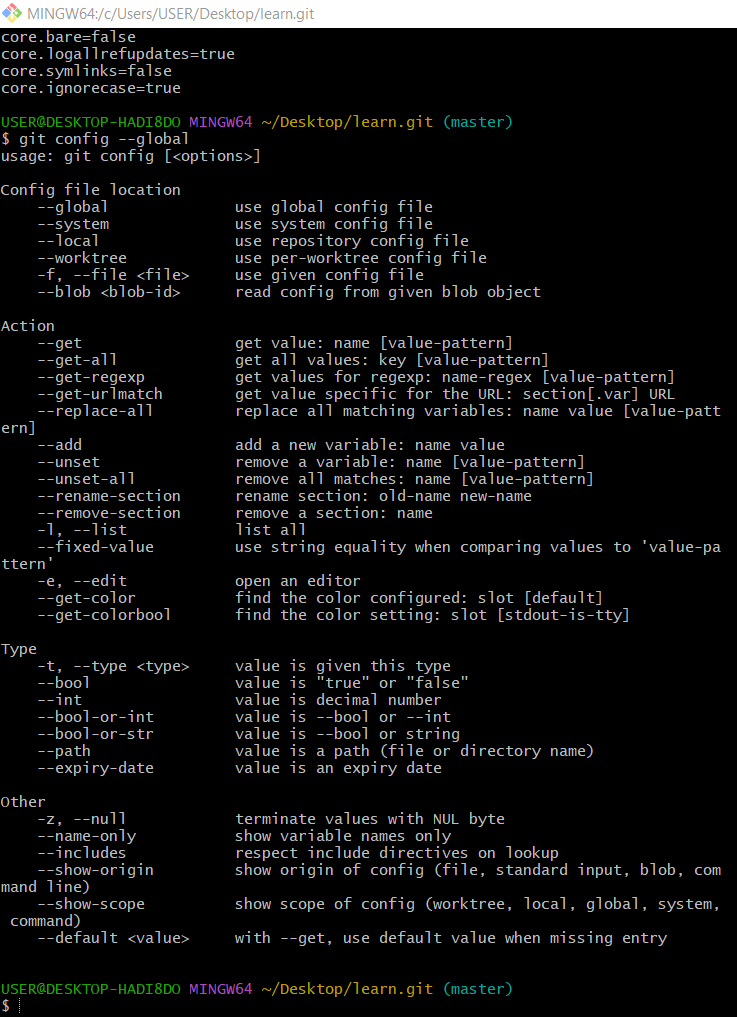 MINGW64:/c/Users/USER/Desktop/learn.git
core.bare=false
core.logallrefupdates=true
core.symlinks=false
core.ignorecase=true
USER@DESKTOP-HADI8DO MINGW64 ~/Desktop/learn.git (master)
$ git config --global
usage: git config [<options>]
Config file location
    --global              use global config file
    --system              use system config file
    --local               use repository config file
    --worktree            use per-worktree config file
    -f, --file <file>     use given config file
    --blob <blob-id>      read config from given blob object
Action
    --get                 get value: name [value-pattern]
    --get-all             get all values: key [value-pattern]
    --get-regexp          get values for regexp: name-regex [value-pattern]
    --get-urlmatch        get value specific for the URL: section[.var] URL
    --replace-all         replace all matching variables: name value [value-patt
ern]
    --add                 add a new variable: name value
    --unset               remove a variable: name [value-pattern]
    --unset-all           remove all matches: name [value-pattern]
    --rename-section      rename section: old-name new-name
    --remove-section      remove a section: name
    -l, --list            list all
    --fixed-value         use string equality when comparing values to 'value-pa
ttern'
    -e, --edit            open an editor
    --get-color           find the color configured: slot [default]
    --get-colorbool       find the color setting: slot [stdout-is-tty]
Type
    -t, --type <type>     value is given this type
    --bool                value is "true" or "false"
    --int                 value is decimal number
    --bool-or-int         value is --bool or --int
    --bool-or-str         value is --bool or string
    --path                value is a path (file or directory name)
    --expiry-date         value is an expiry date
Other
    -z, --null            terminate values with NUL byte
    --name-only           show variable names only
    --includes            respect include directives on lookup
    --show-origin         show origin of config (file, standard input, blob, com
mand line)
    --show-scope          show scope of config (worktree, local, global, system,
 command)
    --default <value>     with --get, use default value when missing entry
USER@DESKTOP-HADI8DO MINGW64 ~/Desktop/learn.git (master)
$